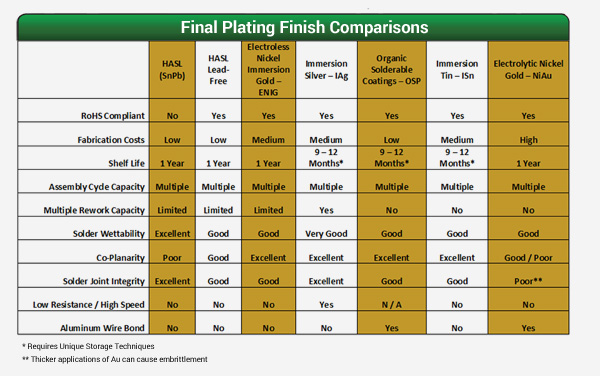 Final Plating Finish Comparisons
HASL (SnPb) HASL Lead-Free Electroless Nickel Immersion Gold – ENIG Immersion Silver – IAg Organic Solderable Coatings – OSP Immersion Tin – ISn Electrolytic Nickel Gold – NiAu
RoHS Compliant No Yes Yes Yes Yes Yes Yes
Fabrication Costs Low Low Medium Medium Low Medium High
Shelf Life 1 Year 1 Year 1 Year 9 – 12 Months* 9 – 12 Months* 9 – 12 Months* 1 Year
Assembly Cycle Capacity Multiple Multiple Multiple Multiple Multiple Multiple Multiple
Multiple Rework Capacity Limited Limited Limited Yes No No No
Solder Wettability Excellent Good Good Very Good Good Good Good
Co-Planarity Poor Good Excellent Excellent Excellent Excellent Good / Poor
Solder Joint Integrity Excellent Good Good Excellent Good Good Poor**
Low Resistance / High Speed No No No Yes N / A No No
Aluminum Wire Bond No No No No Yes No Yes
* Requires Unique Storage Techniques
** Thicker applications of Au can cause embrittlement